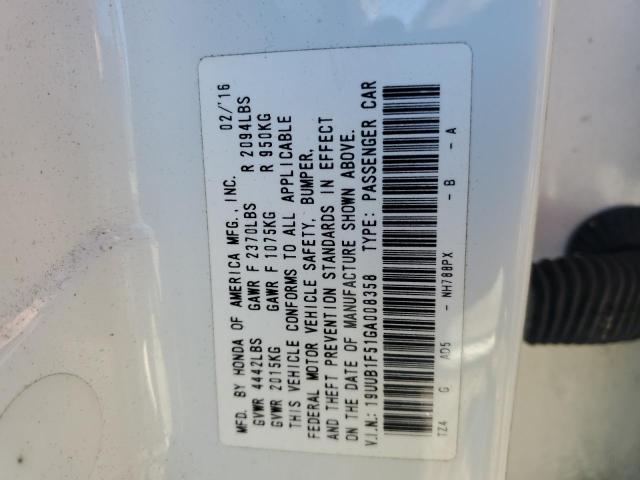 MFD. BY HONDA OF AMERICA MFG., INC. 02/'16
GVWR 4442LBS GAWR F 2370LBS R 2094LBS
GVWR 2015KG GAWR F 1075KG R 950KG
THIS VEHICLE CONFORMS TO ALL APPLICABLE
FEDERAL MOTOR VEHICLE SAFETY, BUMPER,
AND THEFT PREVENTION STANDARDS IN EFFECT
ON THE DATE OF MANUFACTURE SHOWN ABOVE.
V.I.N.: 19UUB1F51GA008358 TYPE: PASSENGER CAR
TZ4 G A05 - NH788PX - B - A